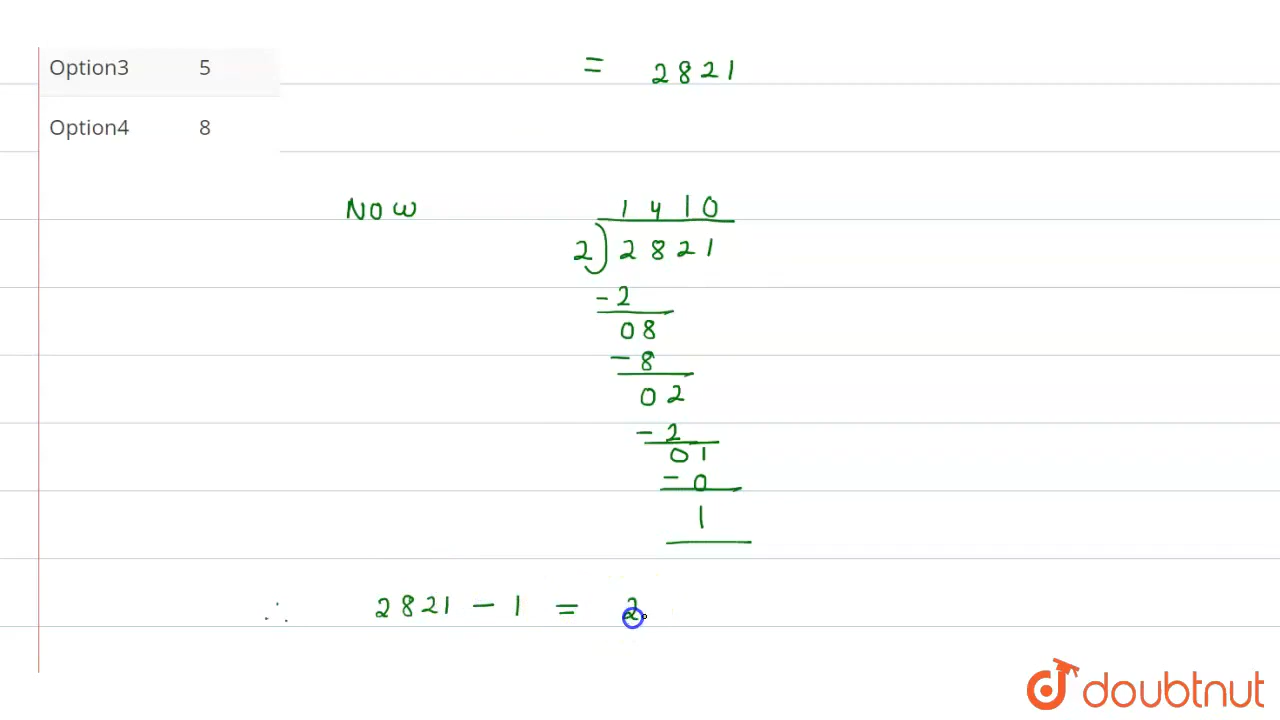 Option3 5
= 2821
Option4 8
Now
1410
2)2821
-2
08
-8
02
-2
01
-0
1
∴ 2821 - 1 = 2
doubtnut